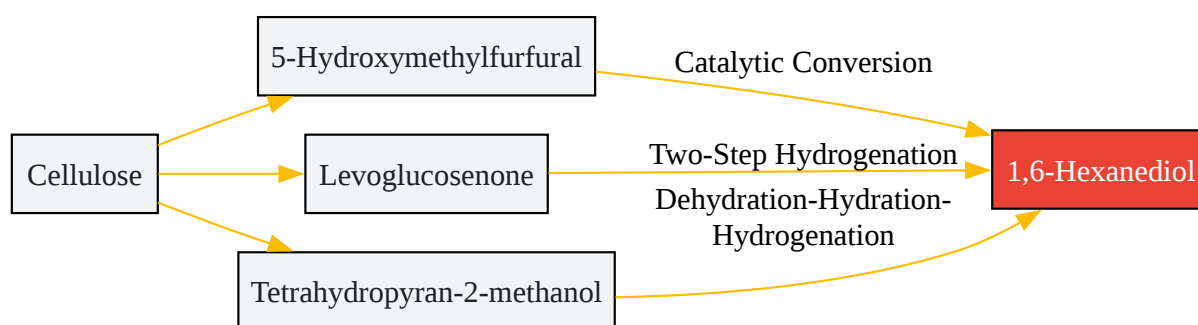 5-Hydroxymethylfurfural
Catalytic Conversion
Cellulose
Levoglucosenone
Two-Step Hydrogenation
1,6-Hexanediol
Dehydration-Hydration-
Hydrogenation
Tetrahydropyran-2-methanol